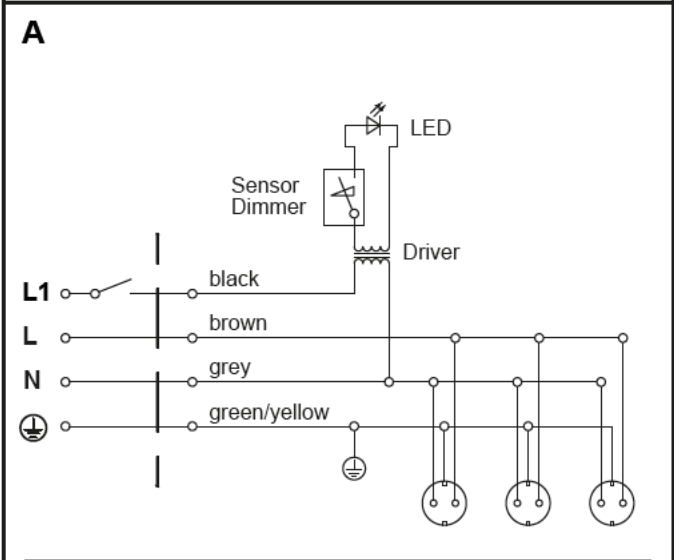 A
LED
Sensor
Dimmer
Driver
L1
black
L
brown
N
grey
green/yellow